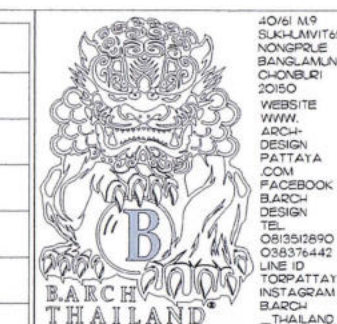 B
B.ARCH
THAILAND®
40/61 M.9
SUKHUMVIT61
NONGPRUE
BANGLAMUN
CHONBURI
20150
WEBSITE
WWW.
ARCH-
DESIGN
PATTAYA
.COM
FACEBOOK
B.ARCH
DESIGN
TEL.
0813512890
038376442
LINE ID
TORPATTAY
INSTAGRAM
B.ARCH
_THAILAND